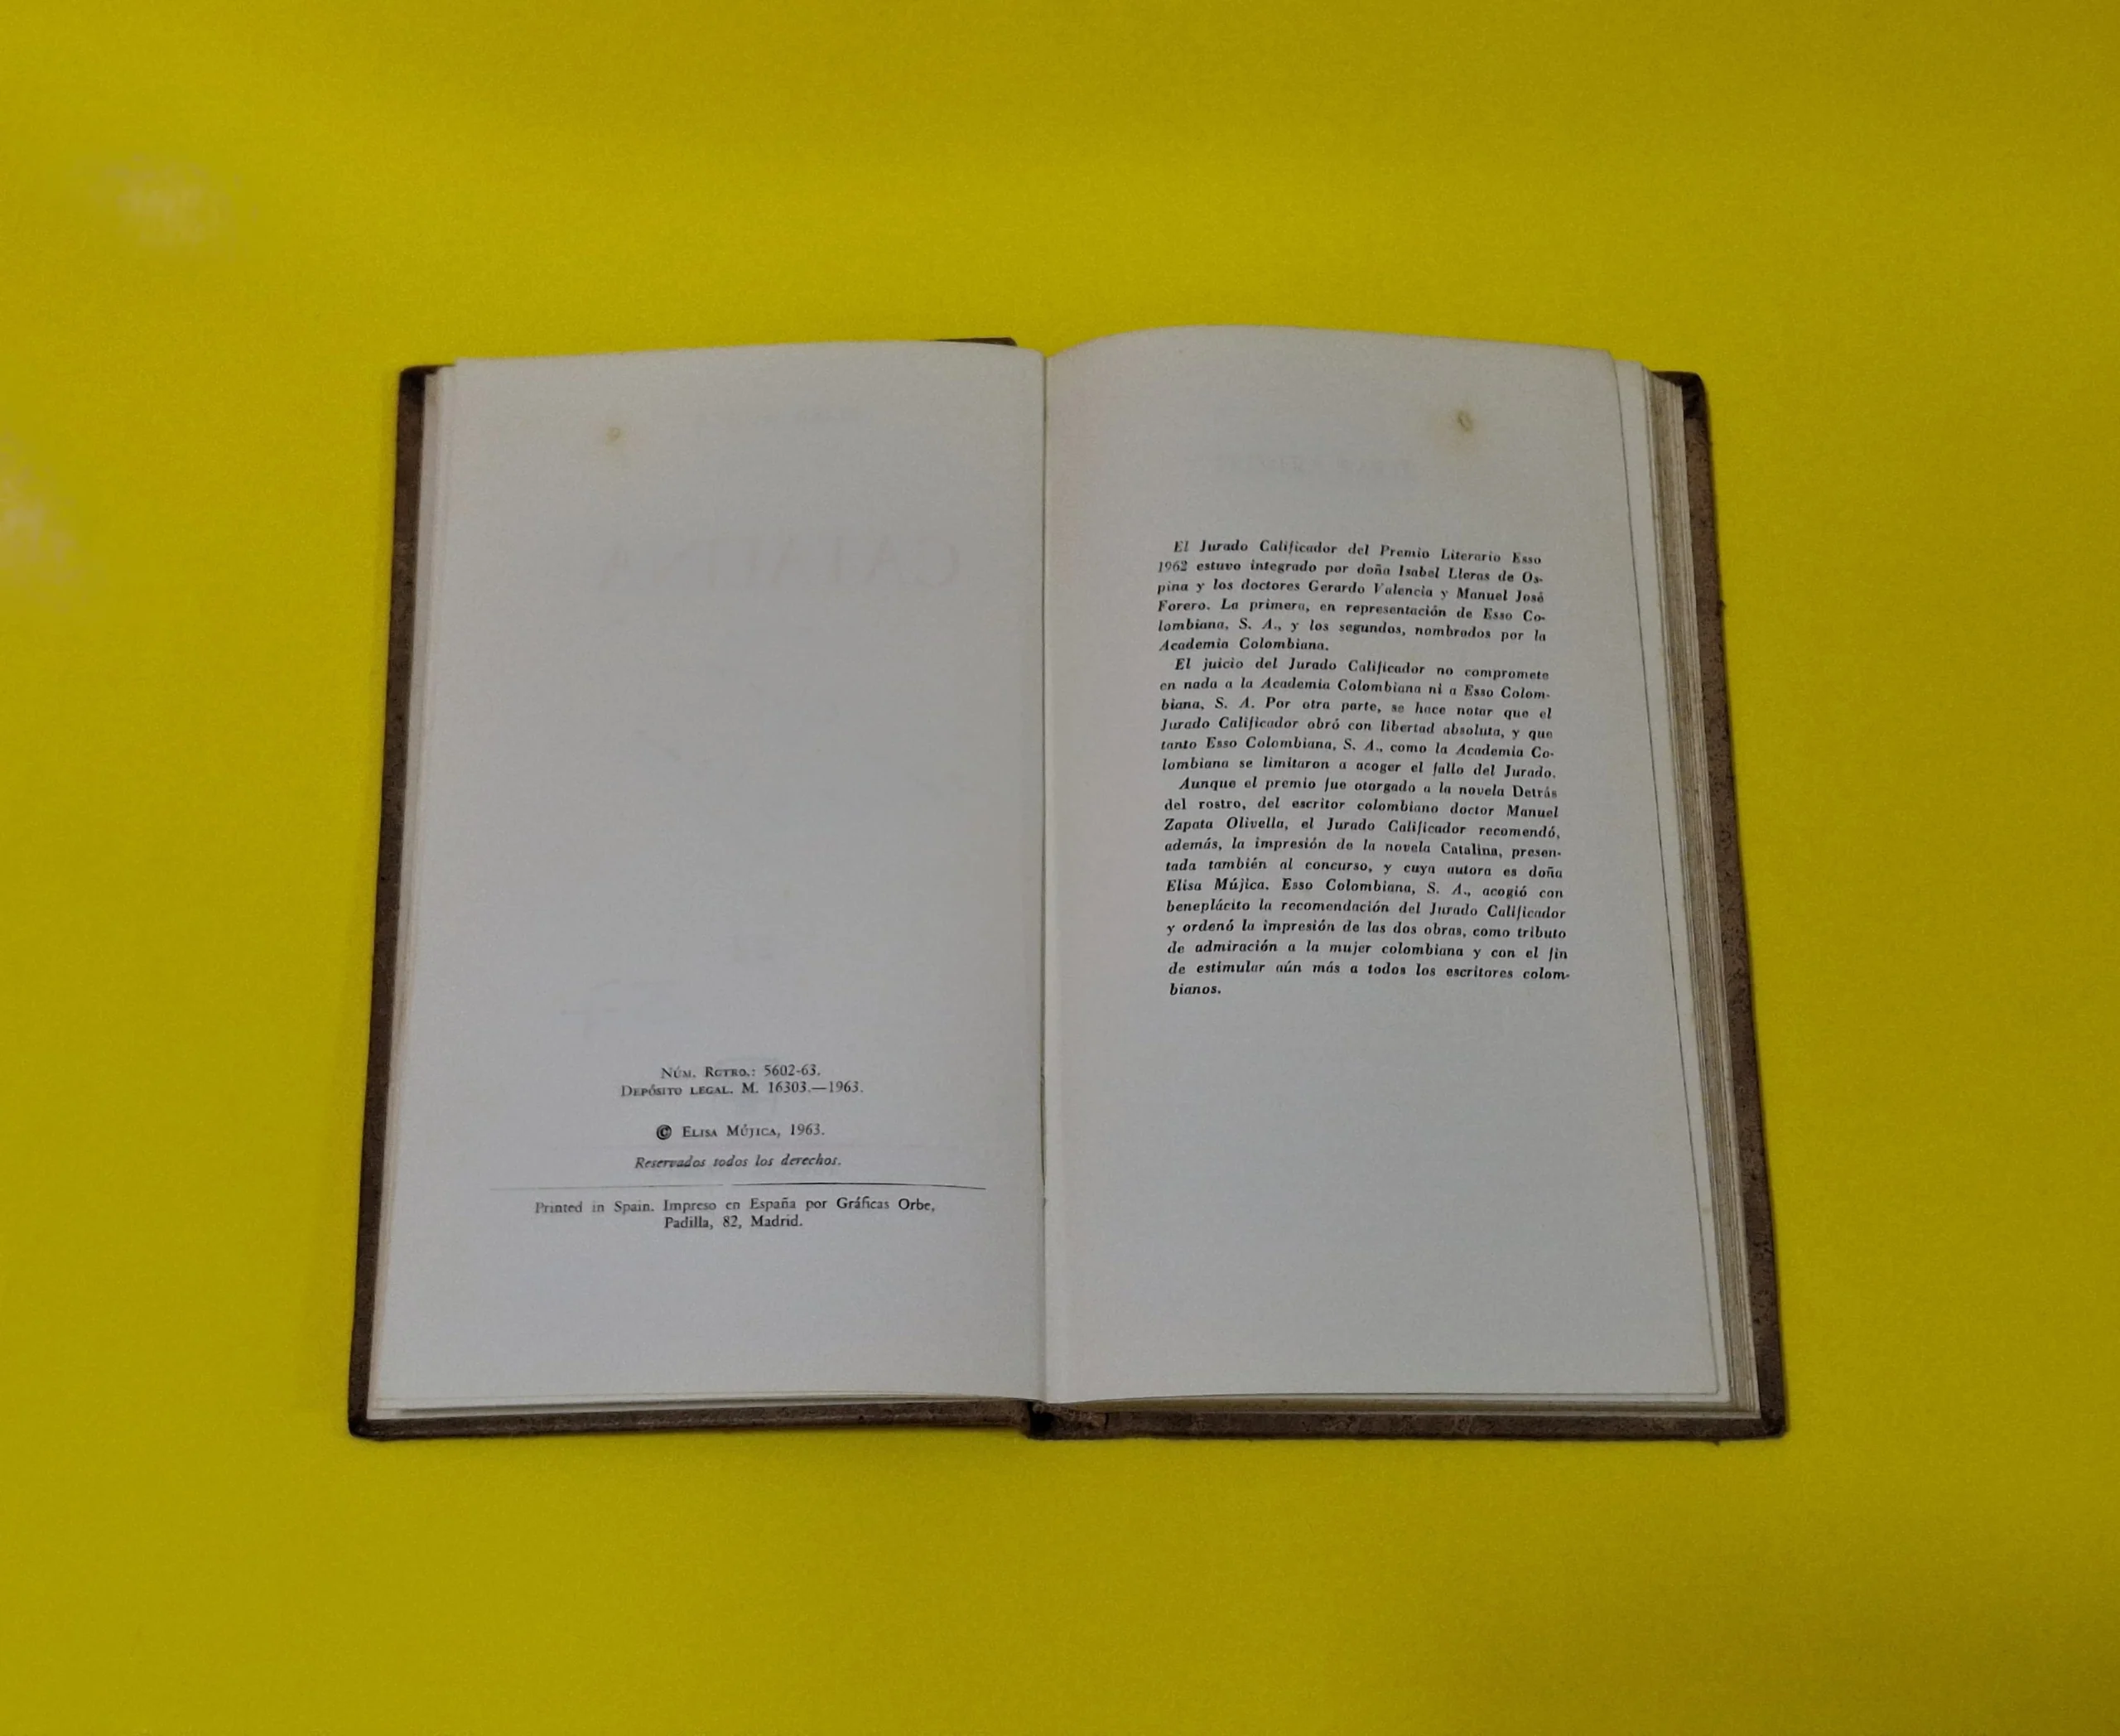 NÚM. RGTRO.: 5602-63.
DEPÓSITO LEGAL. M. 16303.—1963.
© ELISA MÚJICA, 1963.
Reservados todos los derechos.
Printed in Spain. Impreso en España por Gráficas Orbe,
Padilla, 82, Madrid.
El Jurado Calificador del Premio Literario Esso
1962 estuvo integrado por doña Isabel Lleras de Os-
pina y los doctores Gerardo Valencia y Manuel José
Forero. La primera, en representación de Esso Co-
lombiana, S. A., y los segundos, nombrados por la
Academia Colombiana.
El juicio del Jurado Calificador no compromete
en nada a la Academia Colombiana ni a Esso Colom-
biana, S. A. Por otra parte, se hace notar que el
Jurado Calificador obró con libertad absoluta, y que
tanto Esso Colombiana, S. A., como la Academia Co-
lombiana se limitaron a acoger el fallo del Jurado.
Aunque el premio fue otorgado a la novela Detrás
del rostro, del escritor colombiano doctor Manuel
Zapata Olivella, el Jurado Calificador recomendó,
además, la impresión de la novela Catalina, presen-
tada también al concurso, y cuya autora es doña
Elisa Mújica. Esso Colombiana, S. A., acogió con
beneplácito la recomendación del Jurado Calificador
y ordenó la impresión de las dos obras, como tributo
de admiración a la mujer colombiana y con el fin
de estimular aún más a todos los escritores colom-
bianos.